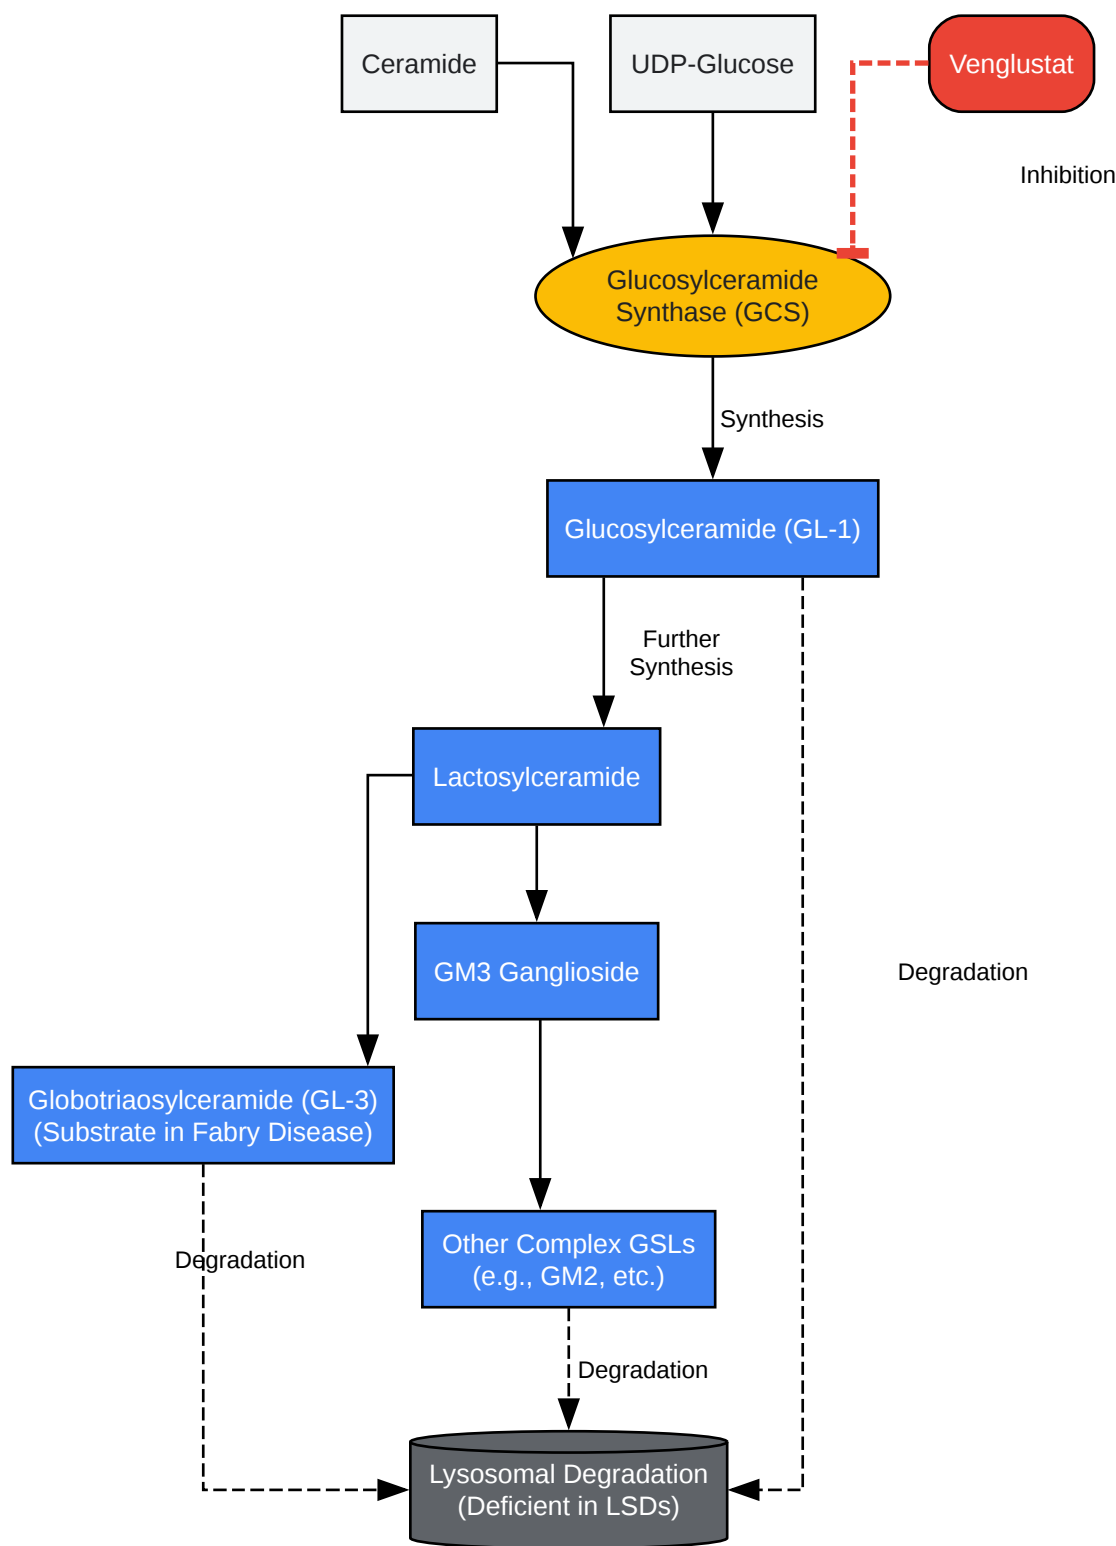 Ceramide
UDP-Glucose
Venglustat
Inhibition
Glucosylceramide
Synthase (GCS)
Synthesis
Glucosylceramide (GL-1)
Further
Synthesis
Lactosylceramide
GM3 Ganglioside
Degradation
Globotriaosylceramide (GL-3)
(Substrate in Fabry Disease)
Other Complex GSLs
(e.g., GM2, etc.)
Degradation
Degradation
Lysosomal Degradation
(Deficient in LSDs)